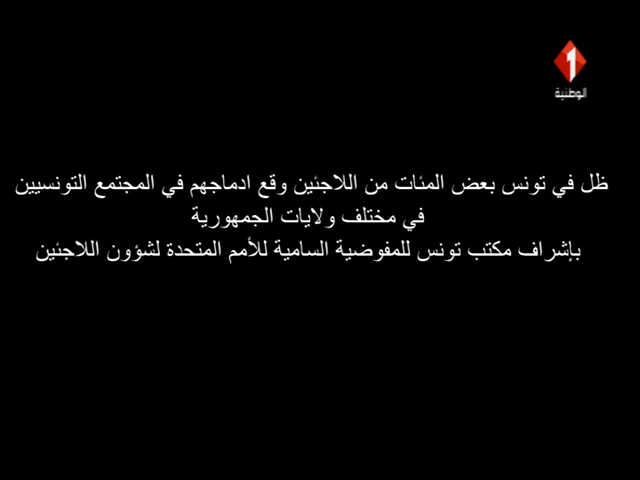 1
الوطنية
ظل في تونس بعض المئات من اللاجئين وقع ادماجهم في المجتمع التونسيين
في مختلف ولايات الجمهورية
بإشراف مكتب تونس للمفوضية السامية للأمم المتحدة لشؤون اللاجئين